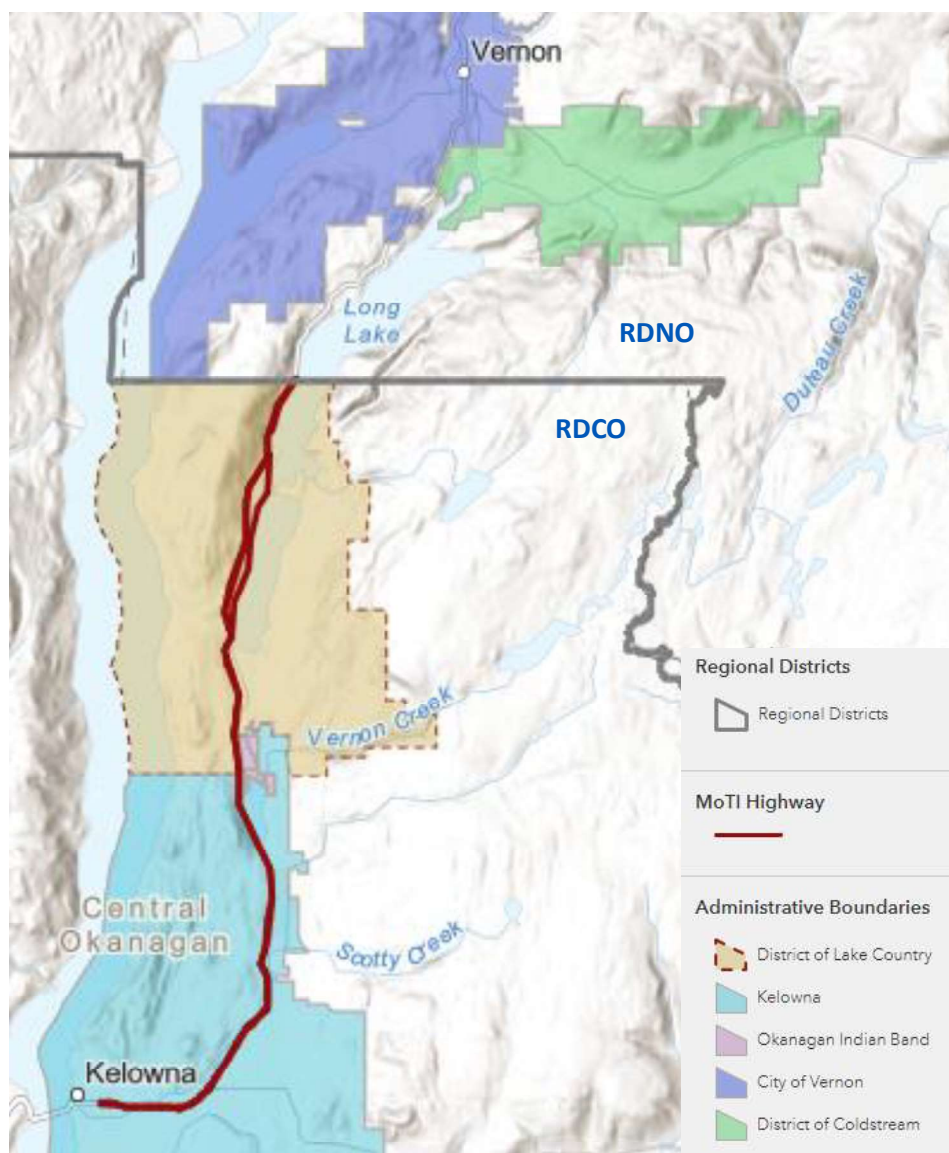 Vernon
Long
Lake
RDNO
Duteau Creek
RDCO
Vernon Creek
Central
Okanagan
Scotty Creek
Kelowna
Regional Districts
Regional Districts
MoTI Highway
Administrative Boundaries
District of Lake Country
Kelowna
Okanagan Indian Band
City of Vernon
District of Coldstream